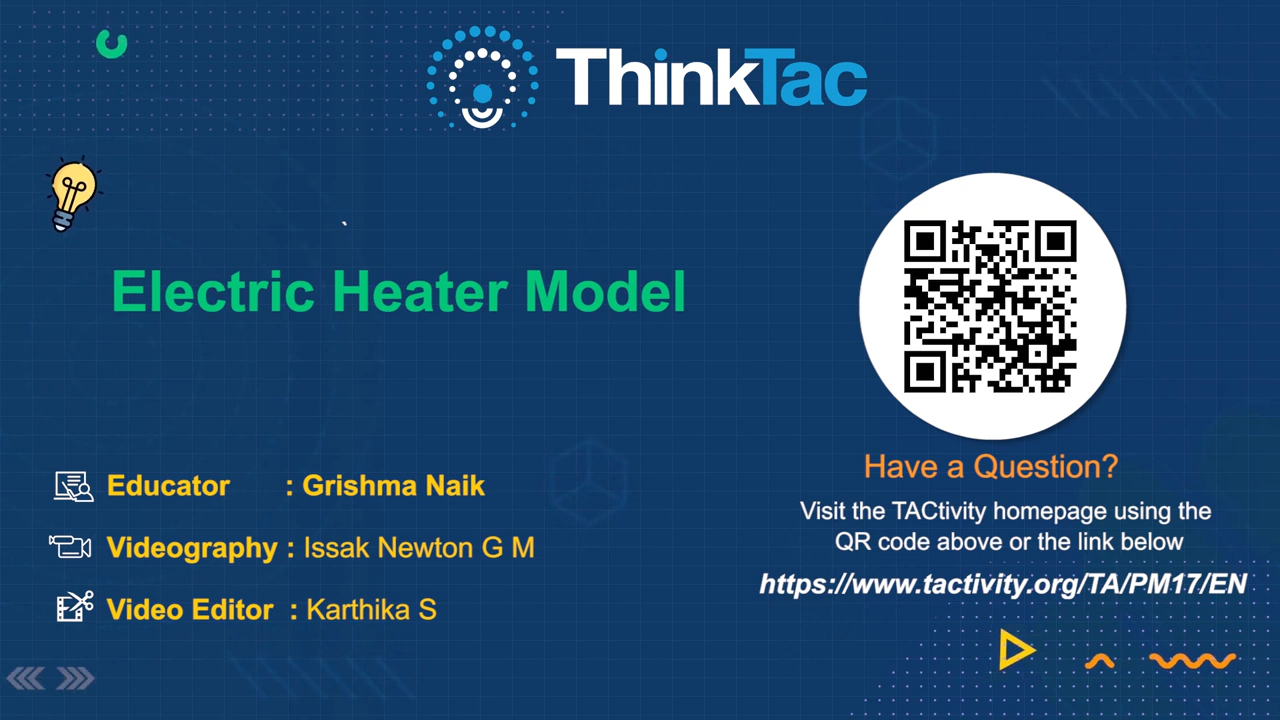 ThinkTac
Electric Heater Model
Educator : Grishma Naik
Videography : Issak Newton G M
Video Editor : Karthika S
Have a Question?
Visit the TACtivity homepage using the
QR code above or the link below
https://www.tactivity.org/TA/PM17/EN